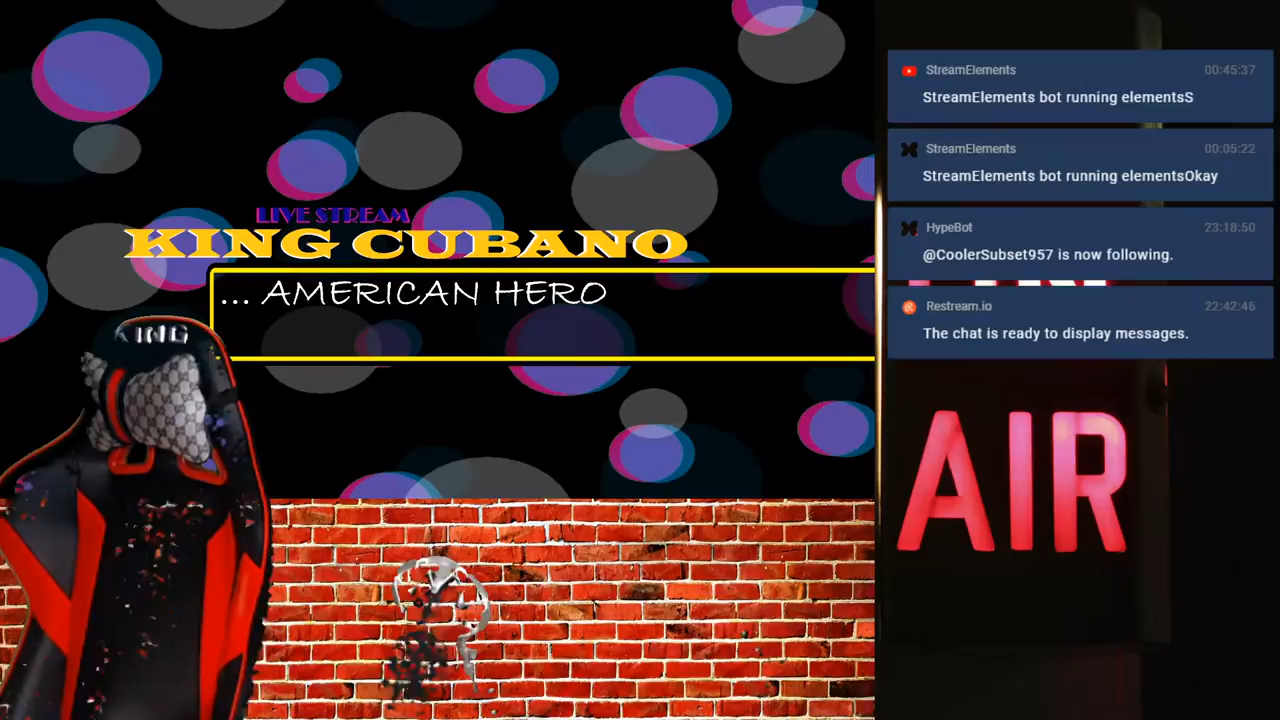 LIVE STREAM
KING CUBANO
... AMERICAN HERO
KING
StreamElements 00:45:37
StreamElements bot running elementsS
StreamElements 00:05:22
StreamElements bot running elementsOkay
HypeBot 23:18:50
@CoolerSubset957 is now following.
Restream.io 22:42:46
The chat is ready to display messages.
AIR